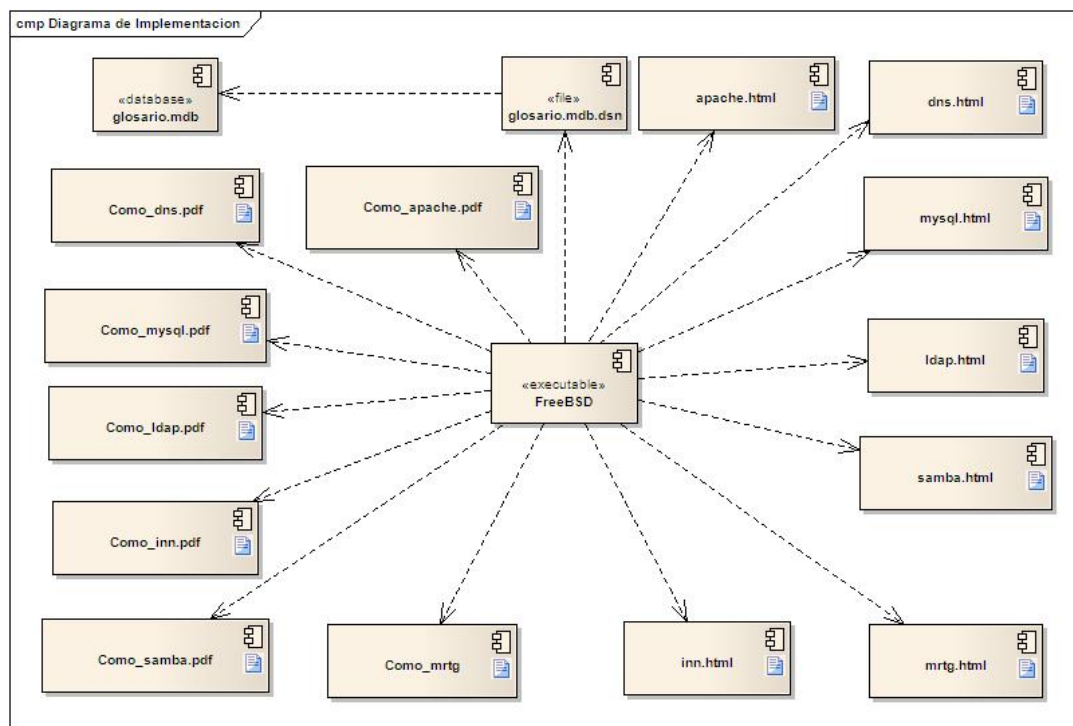 cmp Diagrama de Implementacion
«database»
glosario.mdb
«file»
glosario.mdb.dsn
apache.html
dns.html
Como_dns.pdf
Como_apache.pdf
mysql.html
Como_mysql.pdf
«executable»
FreeBSD
ldap.html
Como_ldap.pdf
samba.html
Como_inn.pdf
Como_samba.pdf
Como_mrtg
inn.html
mrtg.html